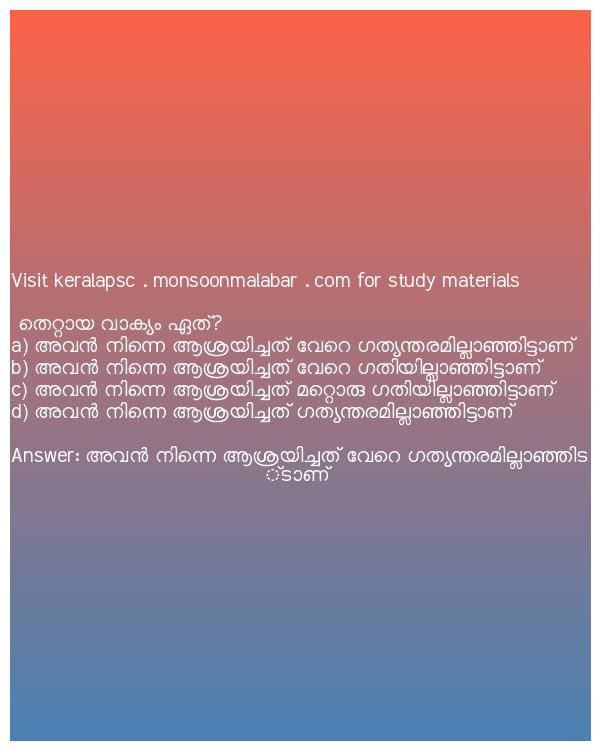 Visit keralapsc . monsoonmalabar . com for study materials
തെറ്റായ വാക്യം ഏത്?
a) അവൻ നിന്നെ ആശ്രയിച്ചത് വേറെ ഗത്യന്തരമില്ലാഞ്ഞിട്ടാണ്
b) അവൻ നിന്നെ ആശ്രയിച്ചത് വേറെ ഗതിയില്ലാഞ്ഞിട്ടാണ്
c) അവൻ നിന്നെ ആശ്രയിച്ചത് മറ്റൊരു ഗതിയില്ലാഞ്ഞിട്ടാണ്
d) അവൻ നിന്നെ ആശ്രയിച്ചത് ഗത്യന്തരമില്ലാഞ്ഞിട്ടാണ്
Answer: അവൻ നിന്നെ ആശ്രയിച്ചത് വേറെ ഗത്യന്തരമില്ലാഞ്ഞിട
്ടാണ്